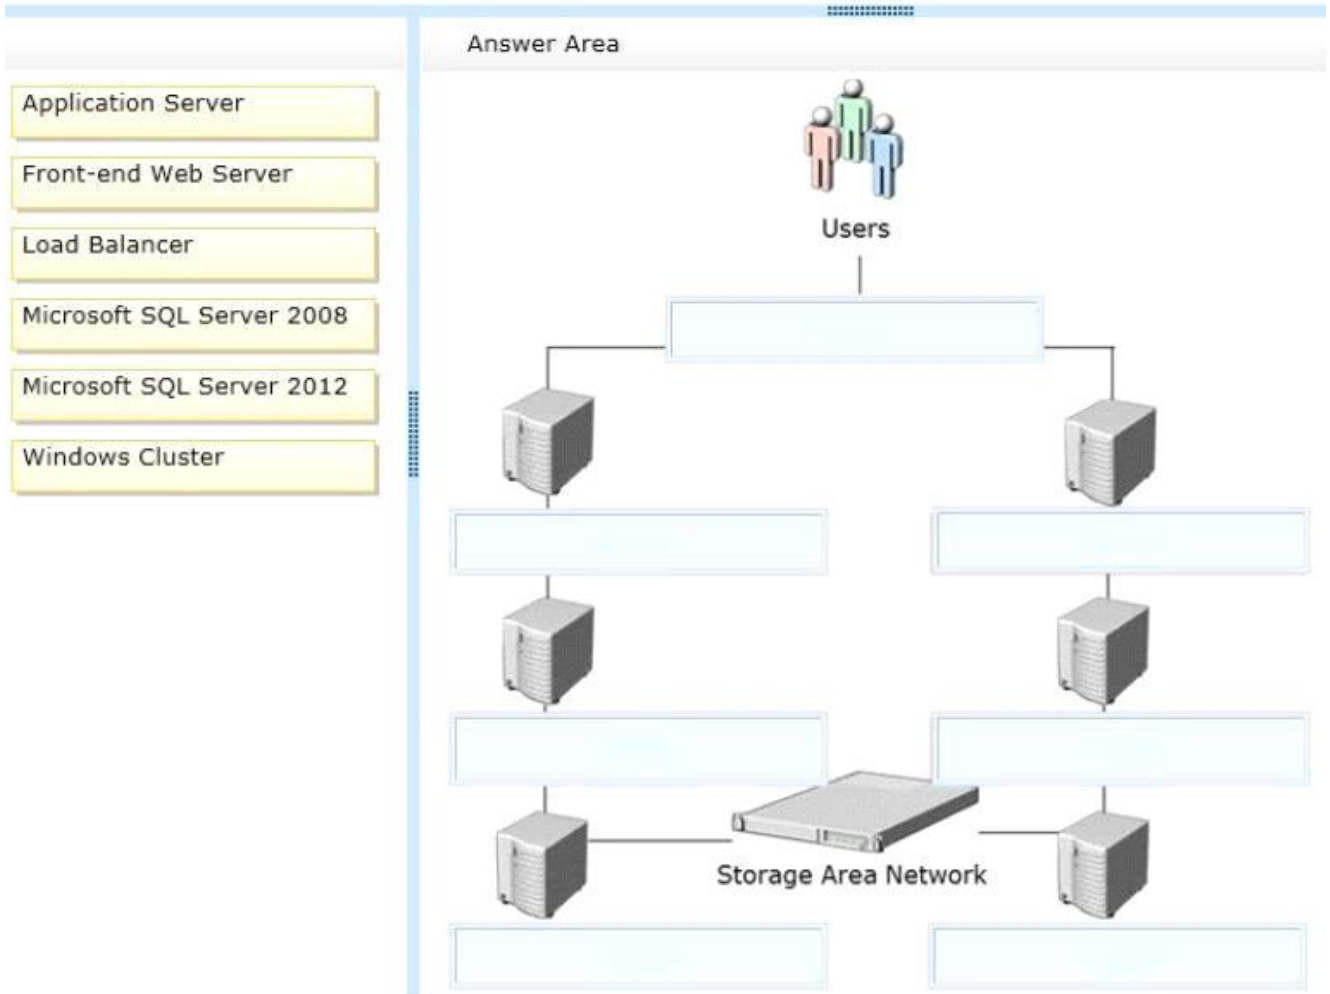 Answer Area
Application Server
Front-end Web Server
Load Balancer
Microsoft SQL Server 2008
Microsoft SQL Server 2012
Windows Cluster
Users
Storage Area Network